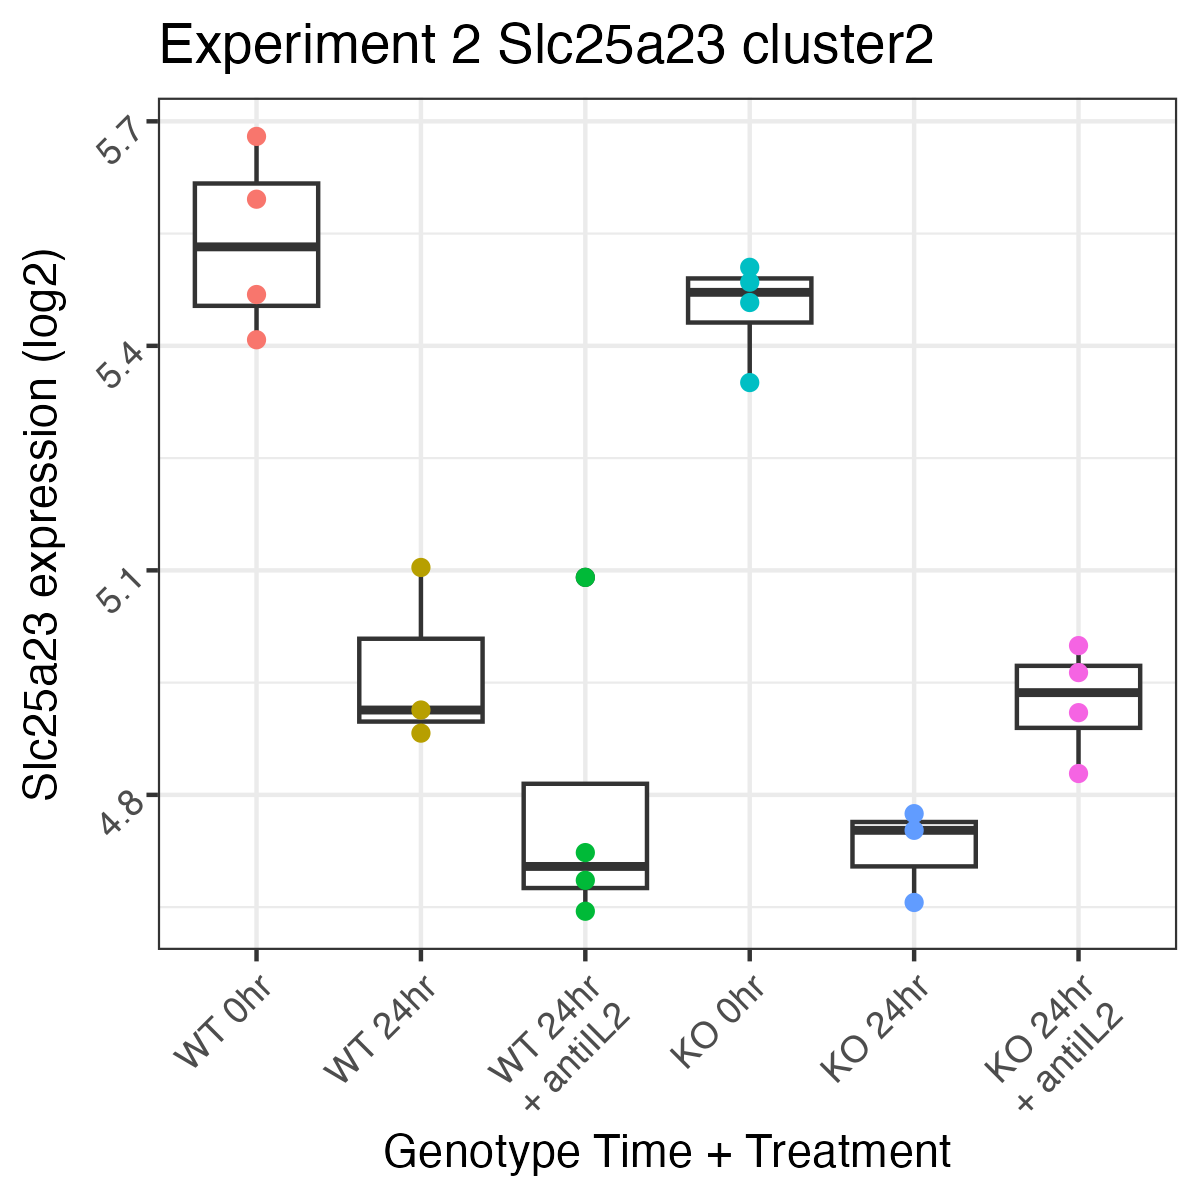 Experiment 2 Slc25a23 cluster2
Slc25a23 expression (log2)
5.7
5.4
5.1
4.8
WT 0hr
WT 24hr
WT 24hr
+ antiIL2
KO 0hr
KO 24hr
KO 24hr
+ antiIL2
Genotype Time + Treatment